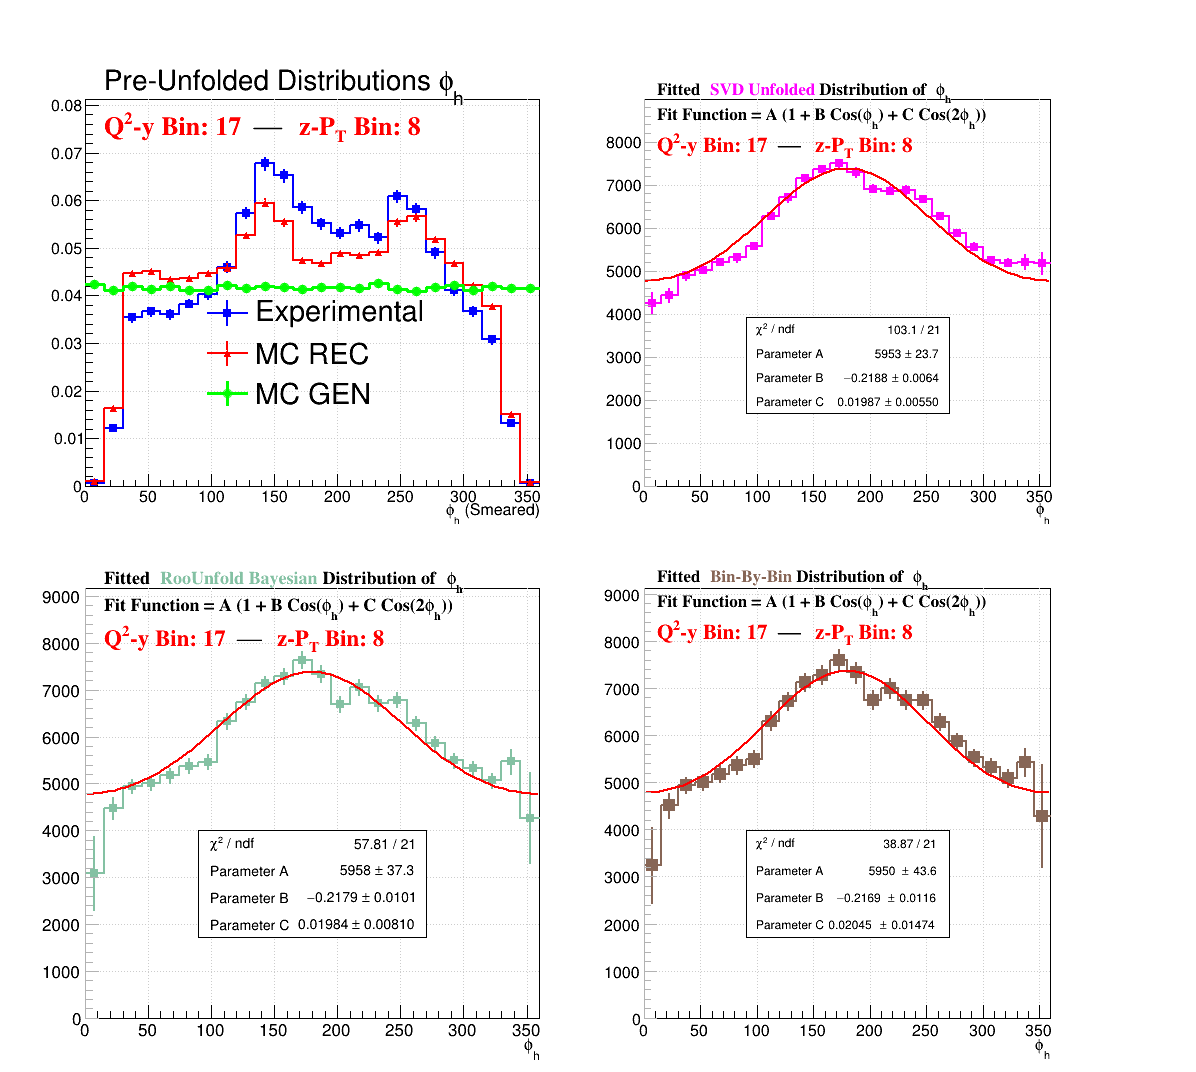 Pre-Unfolded Distributions ϕh
Q²-y Bin: 17 — z-PT Bin: 8
0.08
0.07
0.06
0.05
0.04
0.03
0.02
0.01
0
Experimental
MC REC
MC GEN
0 50 100 150 200 250 300 350
ϕh (Smeared)
Fitted SVD Unfolded Distribution of ϕh
Fit Function = A (1 + B Cos(ϕh) + C Cos(2ϕh))
Q²-y Bin: 17 — z-PT Bin: 8
8000
7000
6000
5000
4000
3000
2000
1000
0
χ² / ndf 103.1 / 21
Parameter A 5953 ± 23.7
Parameter B −0.2188 ± 0.0064
Parameter C 0.01987 ± 0.00550
0 50 100 150 200 250 300 350
ϕh
Fitted RooUnfold Bayesian Distribution of ϕh
Fit Function = A (1 + B Cos(ϕh) + C Cos(2ϕh))
Q²-y Bin: 17 — z-PT Bin: 8
9000
8000
7000
6000
5000
4000
3000
2000
1000
0
χ² / ndf 57.81 / 21
Parameter A 5958 ± 37.3
Parameter B −0.2179 ± 0.0101
Parameter C 0.01984 ± 0.00810
0 50 100 150 200 250 300 350
ϕh
Fitted Bin-By-Bin Distribution of ϕh
Fit Function = A (1 + B Cos(ϕh) + C Cos(2ϕh))
Q²-y Bin: 17 — z-PT Bin: 8
9000
8000
7000
6000
5000
4000
3000
2000
1000
0
χ² / ndf 38.87 / 21
Parameter A 5950 ± 43.6
Parameter B −0.2169 ± 0.0116
Parameter C 0.02045 ± 0.01474
0 50 100 150 200 250 300 350
ϕh